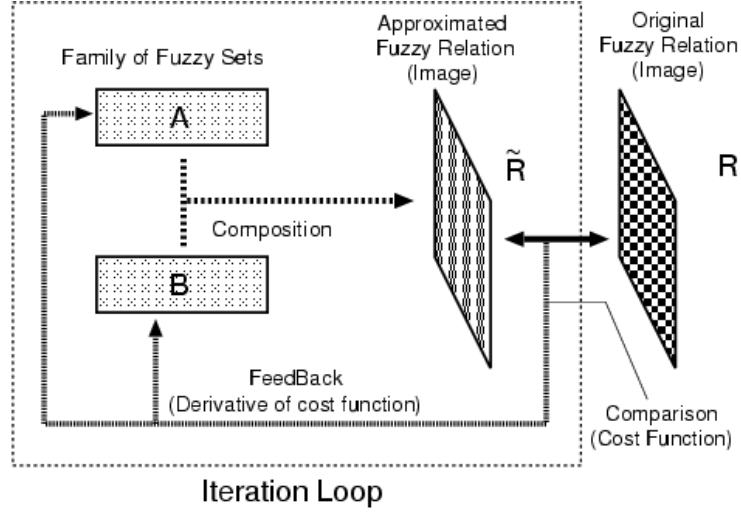 Approximated
Fuzzy Relation
(Image)
Original
Fuzzy Relation
(Image)
Family of Fuzzy Sets
A
R̃
R
Composition
B
FeedBack
(Derivative of cost function)
Comparison
(Cost Function)
Iteration Loop